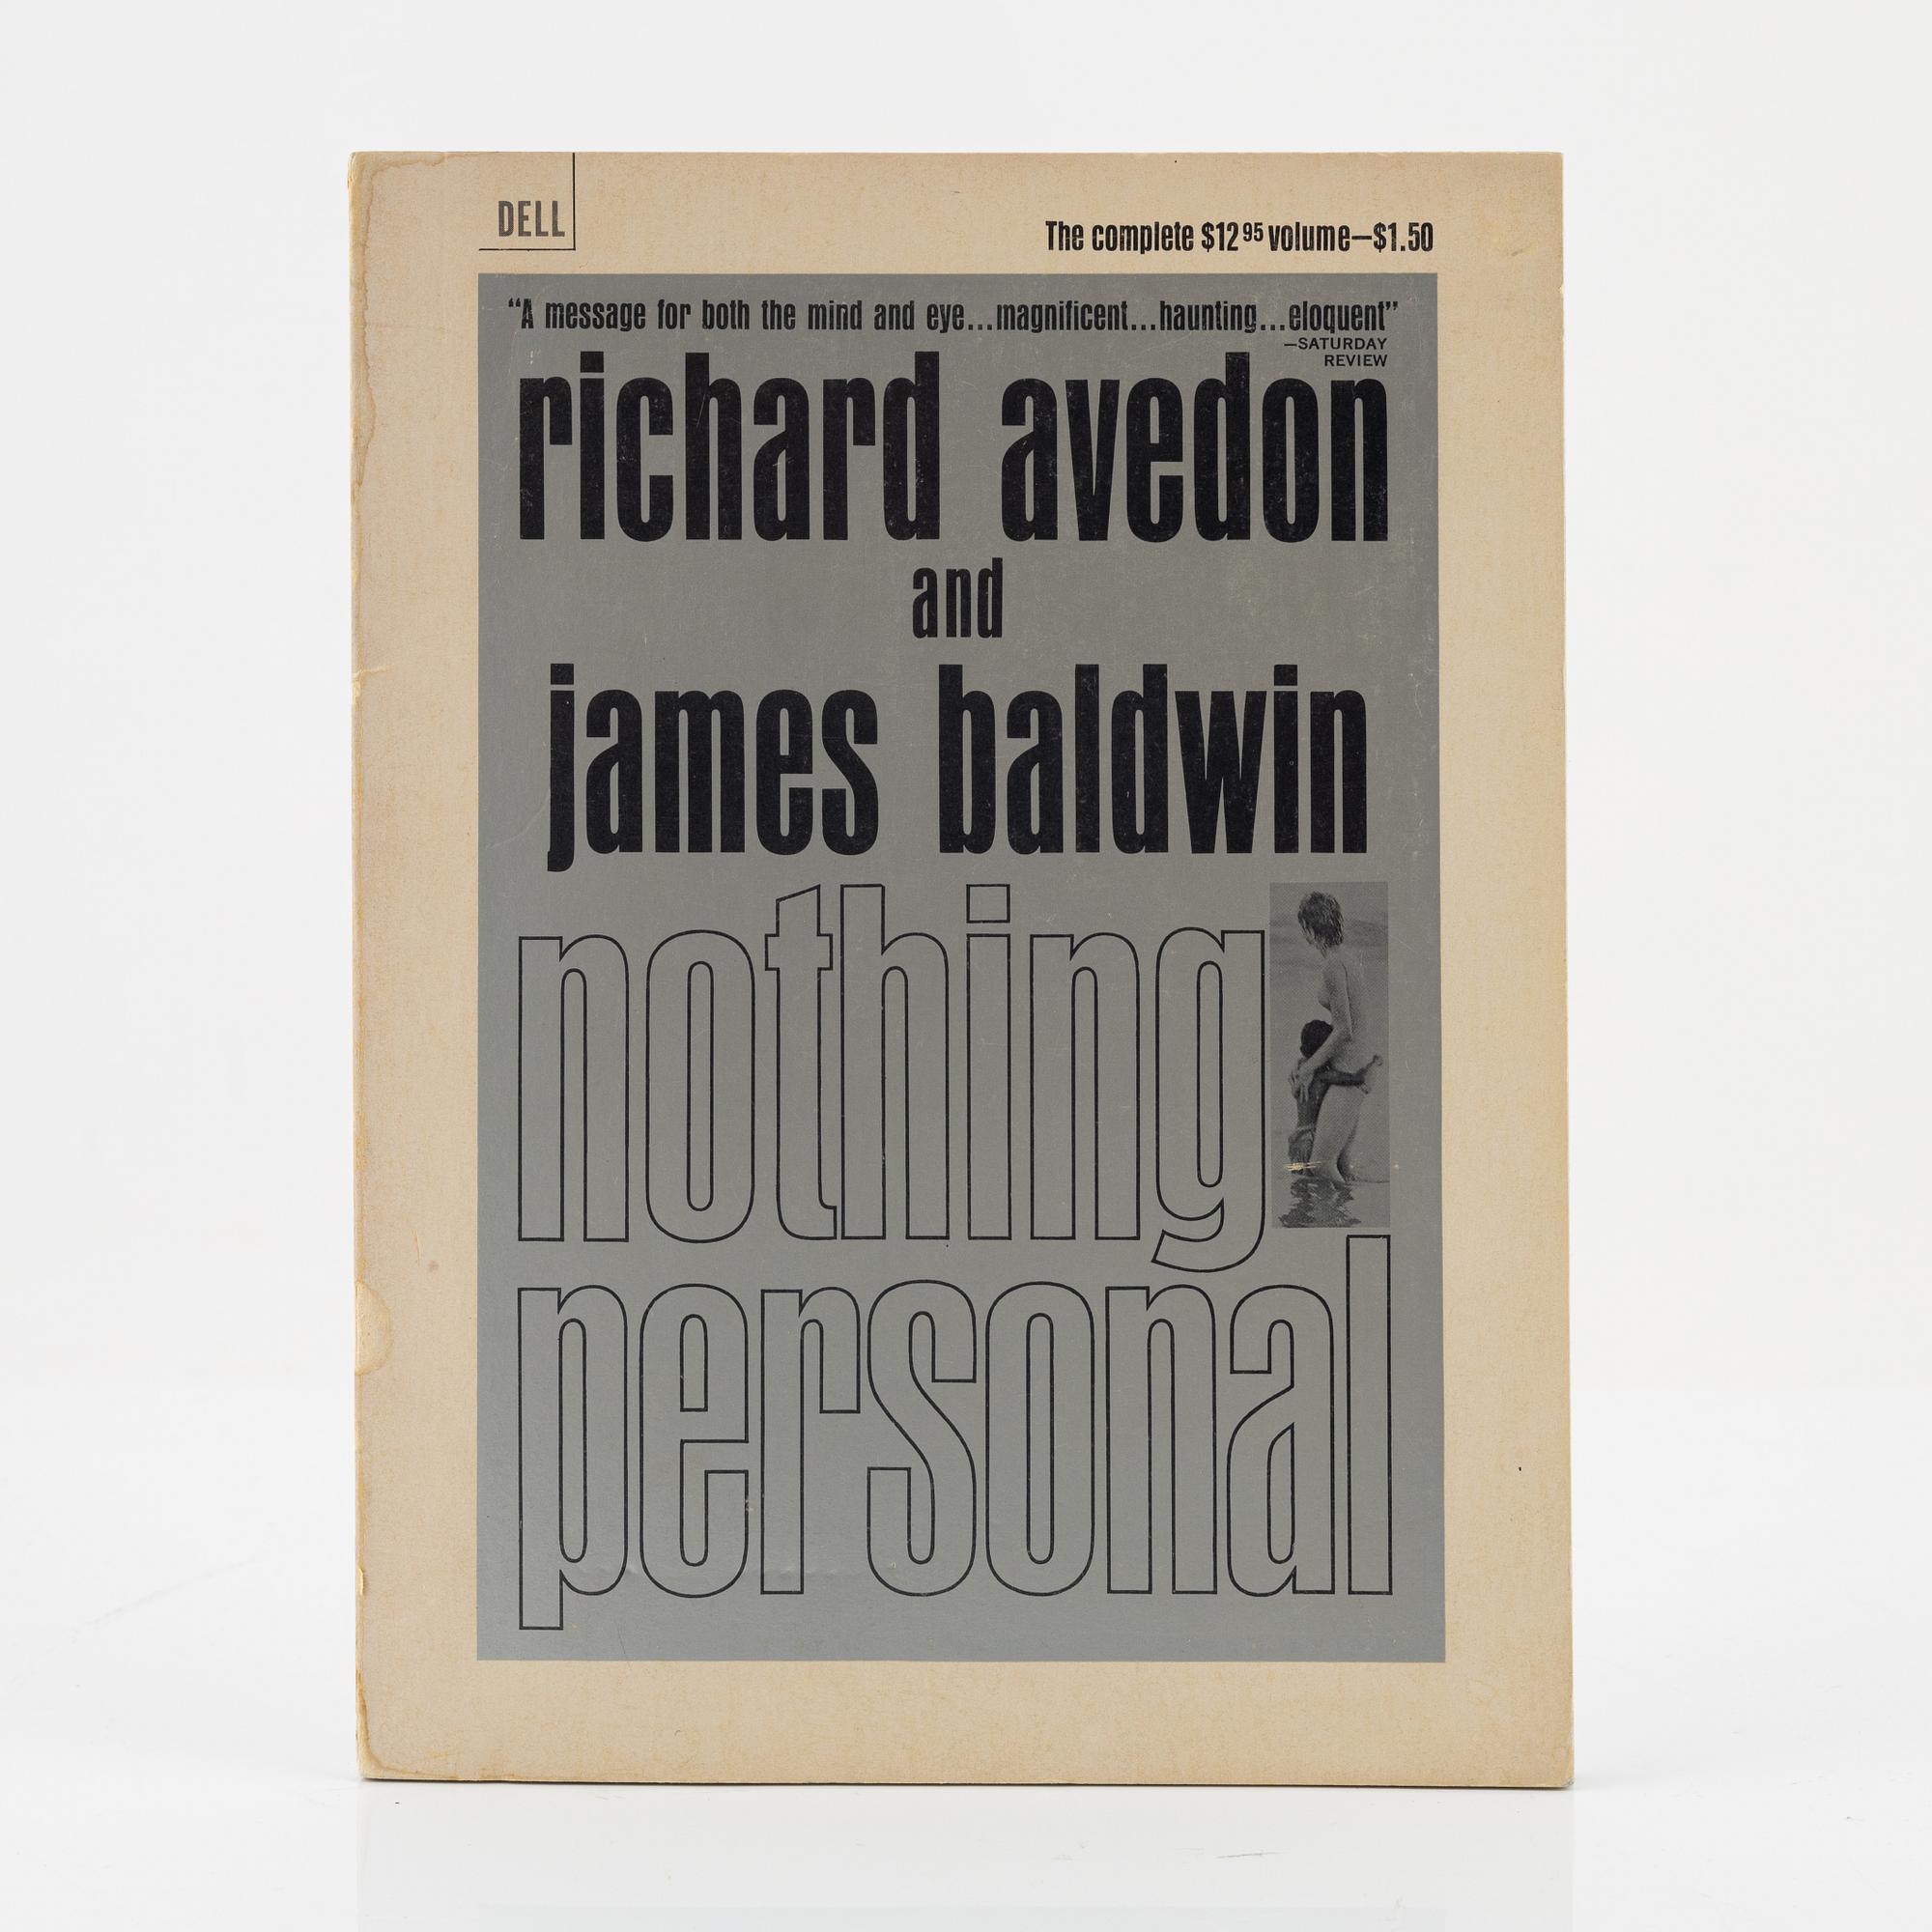 DELL
The complete $12 95 volume—$1.50
“A message for both the mind and eye...magnificent...haunting...eloquent”
—SATURDAY
REVIEW
richard avedon
and
james baldwin
nothing
personal